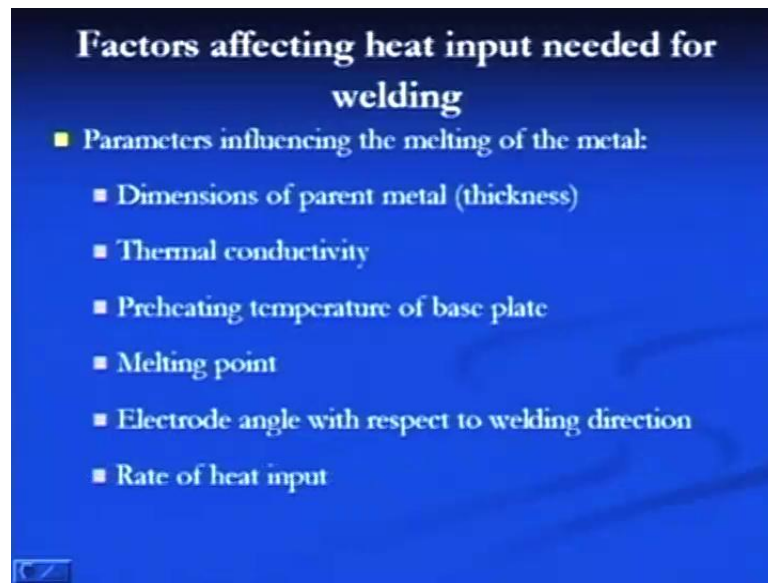 Factors affecting heat input needed for
welding
Parameters influencing the melting of the metal:
Dimensions of parent metal (thickness)
Thermal conductivity
Preheating temperature of base plate
Melting point
Electrode angle with respect to welding direction
Rate of heat input